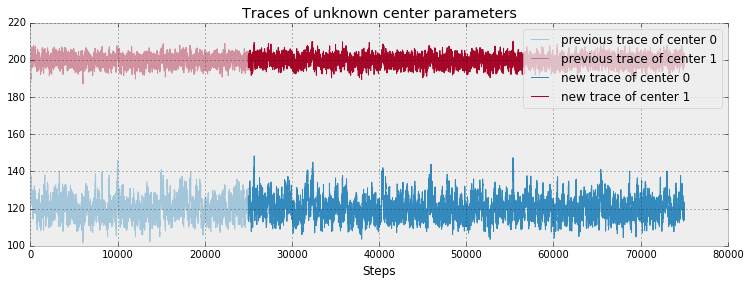 Traces of unknown center parameters
220
200
180
160
140
120
100
previous trace of center 0
previous trace of center 1
new trace of center 0
new trace of center 1
0 10000 20000 30000 40000 50000 60000 70000 80000
Steps